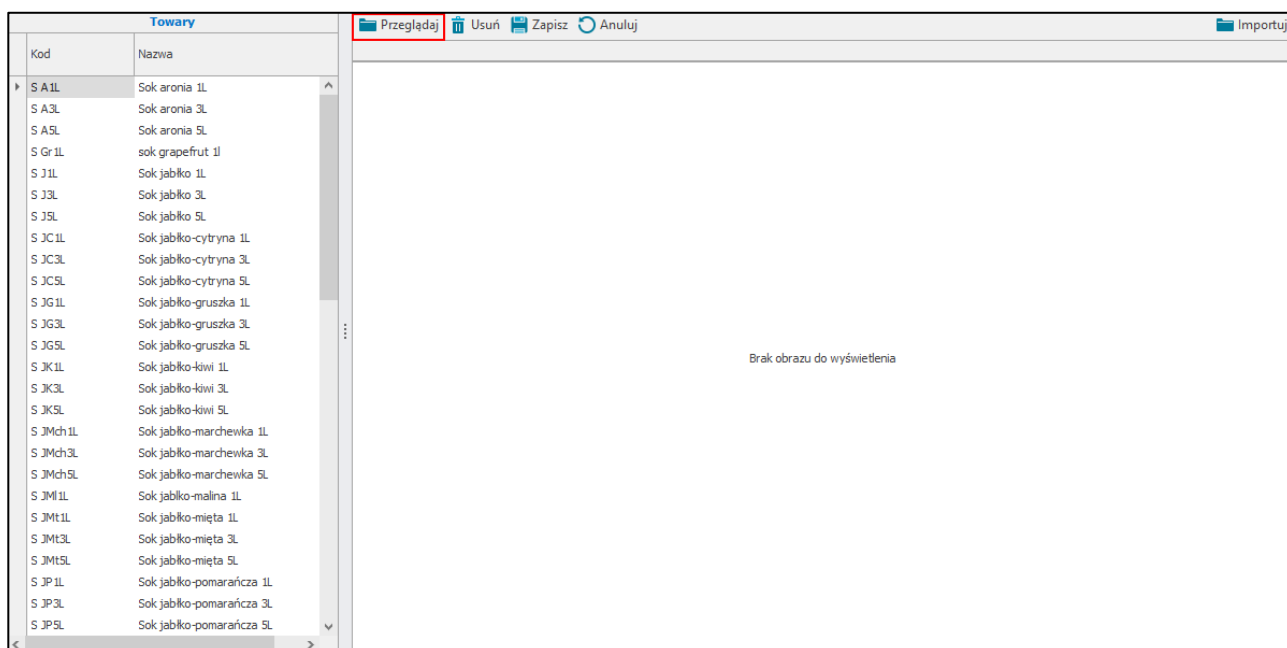 Towary
Przeglądaj Usuń Zapisz Anuluj Importuj
Kod Nazwa
S A1L Sok aronia 1L
S A3L Sok aronia 3L
S A5L Sok aronia 5L
S Gr1L sok grapefrut 1l
S J1L Sok jabłko 1L
S J3L Sok jabłko 3L
S J5L Sok jabłko 5L
S JC1L Sok jabłko-cytryna 1L
S JC3L Sok jabłko-cytryna 3L
S JC5L Sok jabłko-cytryna 5L
S JG1L Sok jabłko-gruszka 1L
S JG3L Sok jabłko-gruszka 3L
S JG5L Sok jabłko-gruszka 5L
S JK1L Sok jabłko-kiwi 1L
S JK3L Sok jabłko-kiwi 3L
S JK5L Sok jabłko-kiwi 5L
S JMch1L Sok jabłko-marchewka 1L
S JMch3L Sok jabłko-marchewka 3L
S JMch5L Sok jabłko-marchewka 5L
S JMl1L Sok jablko-malina 1L
S JMt1L Sok jabłko-mięta 1L
S JMt3L Sok jabłko-mięta 3L
S JMt5L Sok jabłko-mięta 5L
S JP1L Sok jabłko-pomarańcza 1L
S JP3L Sok jabłko-pomarańcza 3L
S JP5L Sok jabłko-pomarańcza 5L
Brak obrazu do wyświetlenia